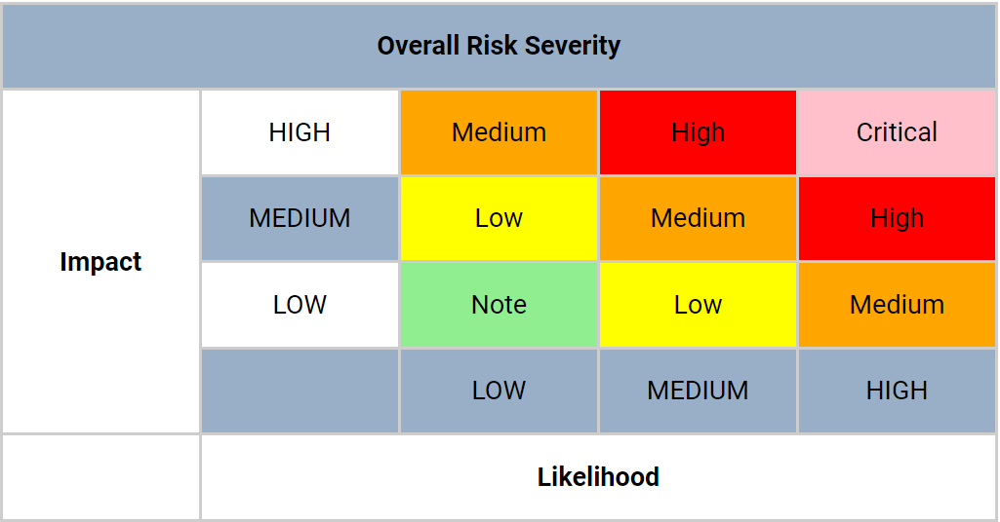 Overall Risk Severity
HIGH Medium High Critical
MEDIUM Low Medium High
Impact
LOW Note Low Medium
LOW MEDIUM HIGH
Likelihood